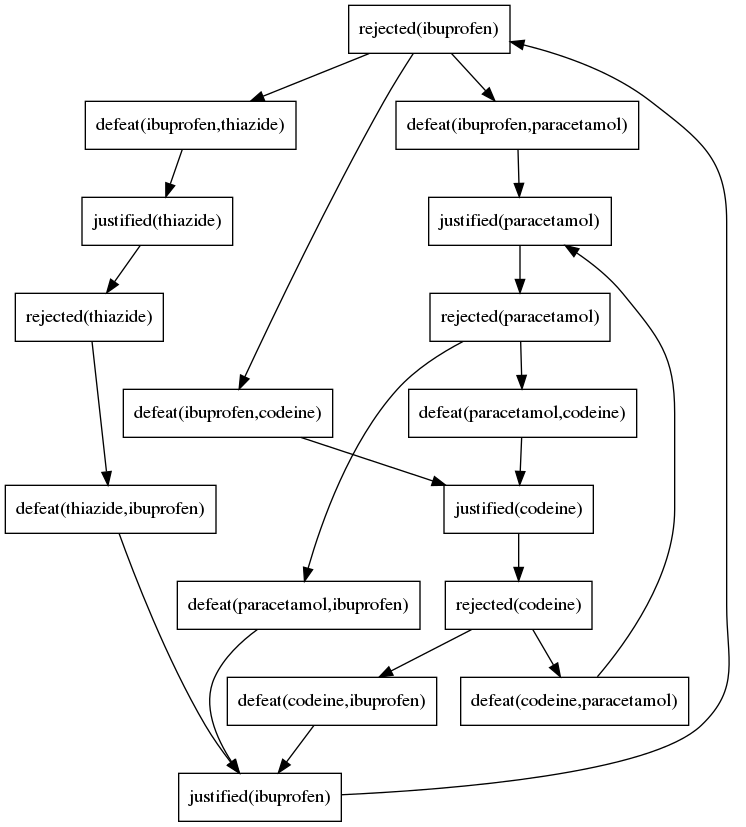 rejected(ibuprofen)
defeat(ibuprofen,thiazide)
defeat(ibuprofen,paracetamol)
justified(thiazide)
justified(paracetamol)
rejected(thiazide)
rejected(paracetamol)
defeat(ibuprofen,codeine)
defeat(paracetamol,codeine)
defeat(thiazide,ibuprofen)
justified(codeine)
defeat(paracetamol,ibuprofen)
rejected(codeine)
defeat(codeine,ibuprofen)
defeat(codeine,paracetamol)
justified(ibuprofen)